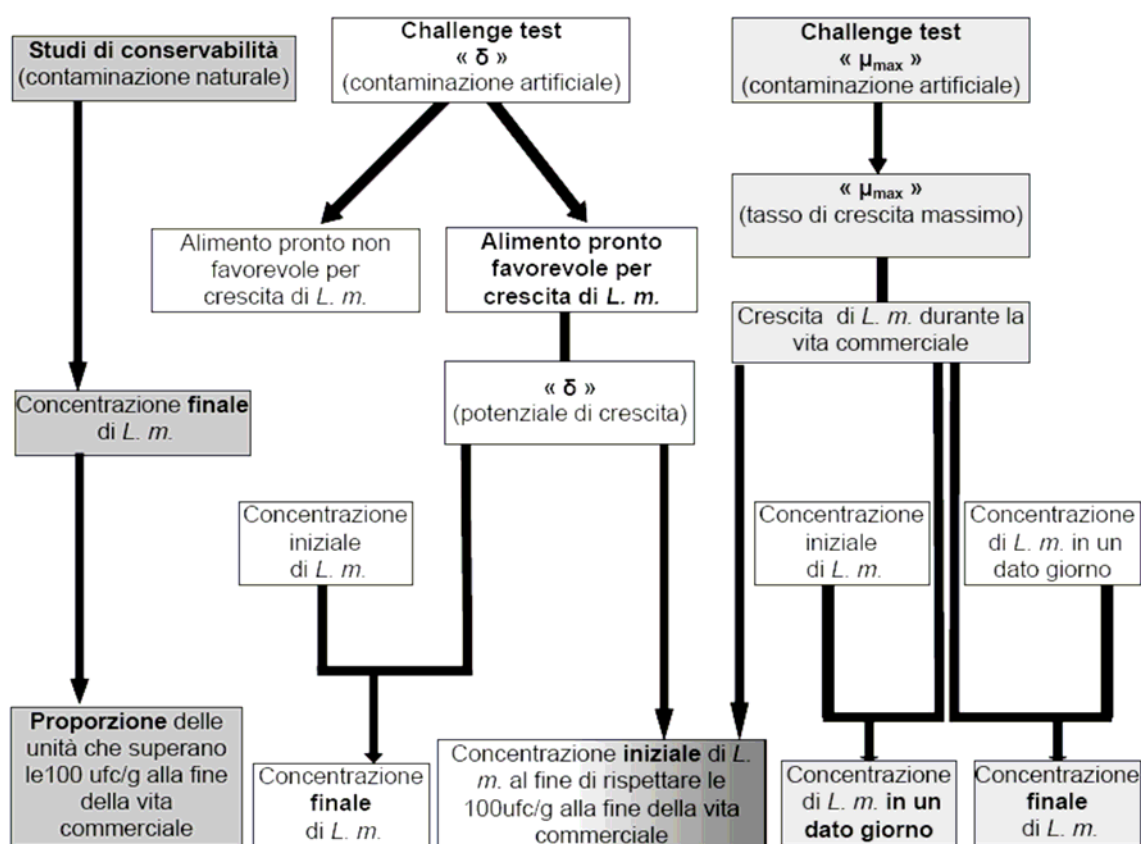 Studi di conservabilità
(contaminazione naturale)
Challenge test
« δ »
(contaminazione artificiale)
Challenge test
« µmax »
(contaminazione artificiale)
« µmax »
(tasso di crescita massimo)
Alimento pronto non
favorevole per
crescita di L. m.
Alimento pronto
favorevole per
crescita di L. m.
Crescita di L. m. durante la
vita commerciale
« δ »
(potenziale di crescita)
Concentrazione finale
di L. m.
Concentrazione
iniziale
di L. m.
Concentrazione
iniziale
di L. m.
Concentrazione
di L. m. in un
dato giorno
Proporzione delle
unità che superano
le100 ufc/g alla fine
della vita
commerciale
Concentrazione
finale
di L. m.
Concentrazione iniziale di L.
m. al fine di rispettare le
100ufc/g alla fine della vita
commerciale
Concentrazione
di L. m. in un
dato giorno
Concentrazione
finale
di L. m.